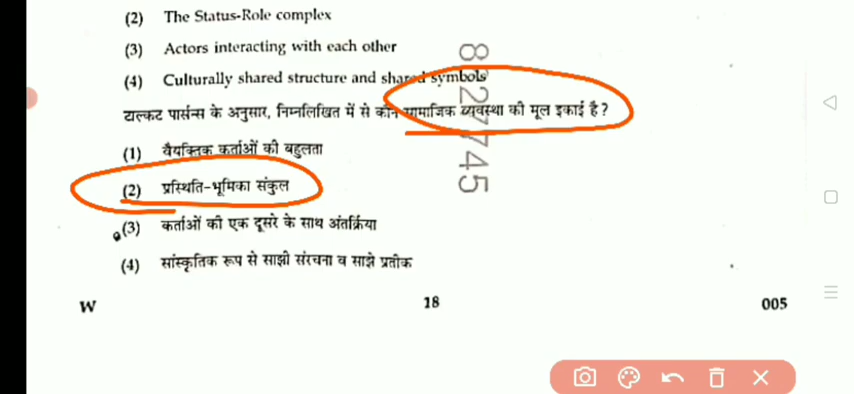 (2) The Status-Role complex
(3) Actors interacting with each other
(4) Culturally shared structure and shared symbols
टाल्कट पार्सन्स के अनुसार, निम्नलिखित में से कौन सामाजिक व्यवस्था की मूल इकाई है ?
(1) वैयक्तिक कर्ताओं की बहुलता
(2) प्रस्थिति-भूमिका संकुल
(3) कर्ताओं की एक दूसरे के साथ अंतर्क्रिया
(4) सांस्कृतिक रूप से साझी संरचना व साझे प्रतीक
W 18 005